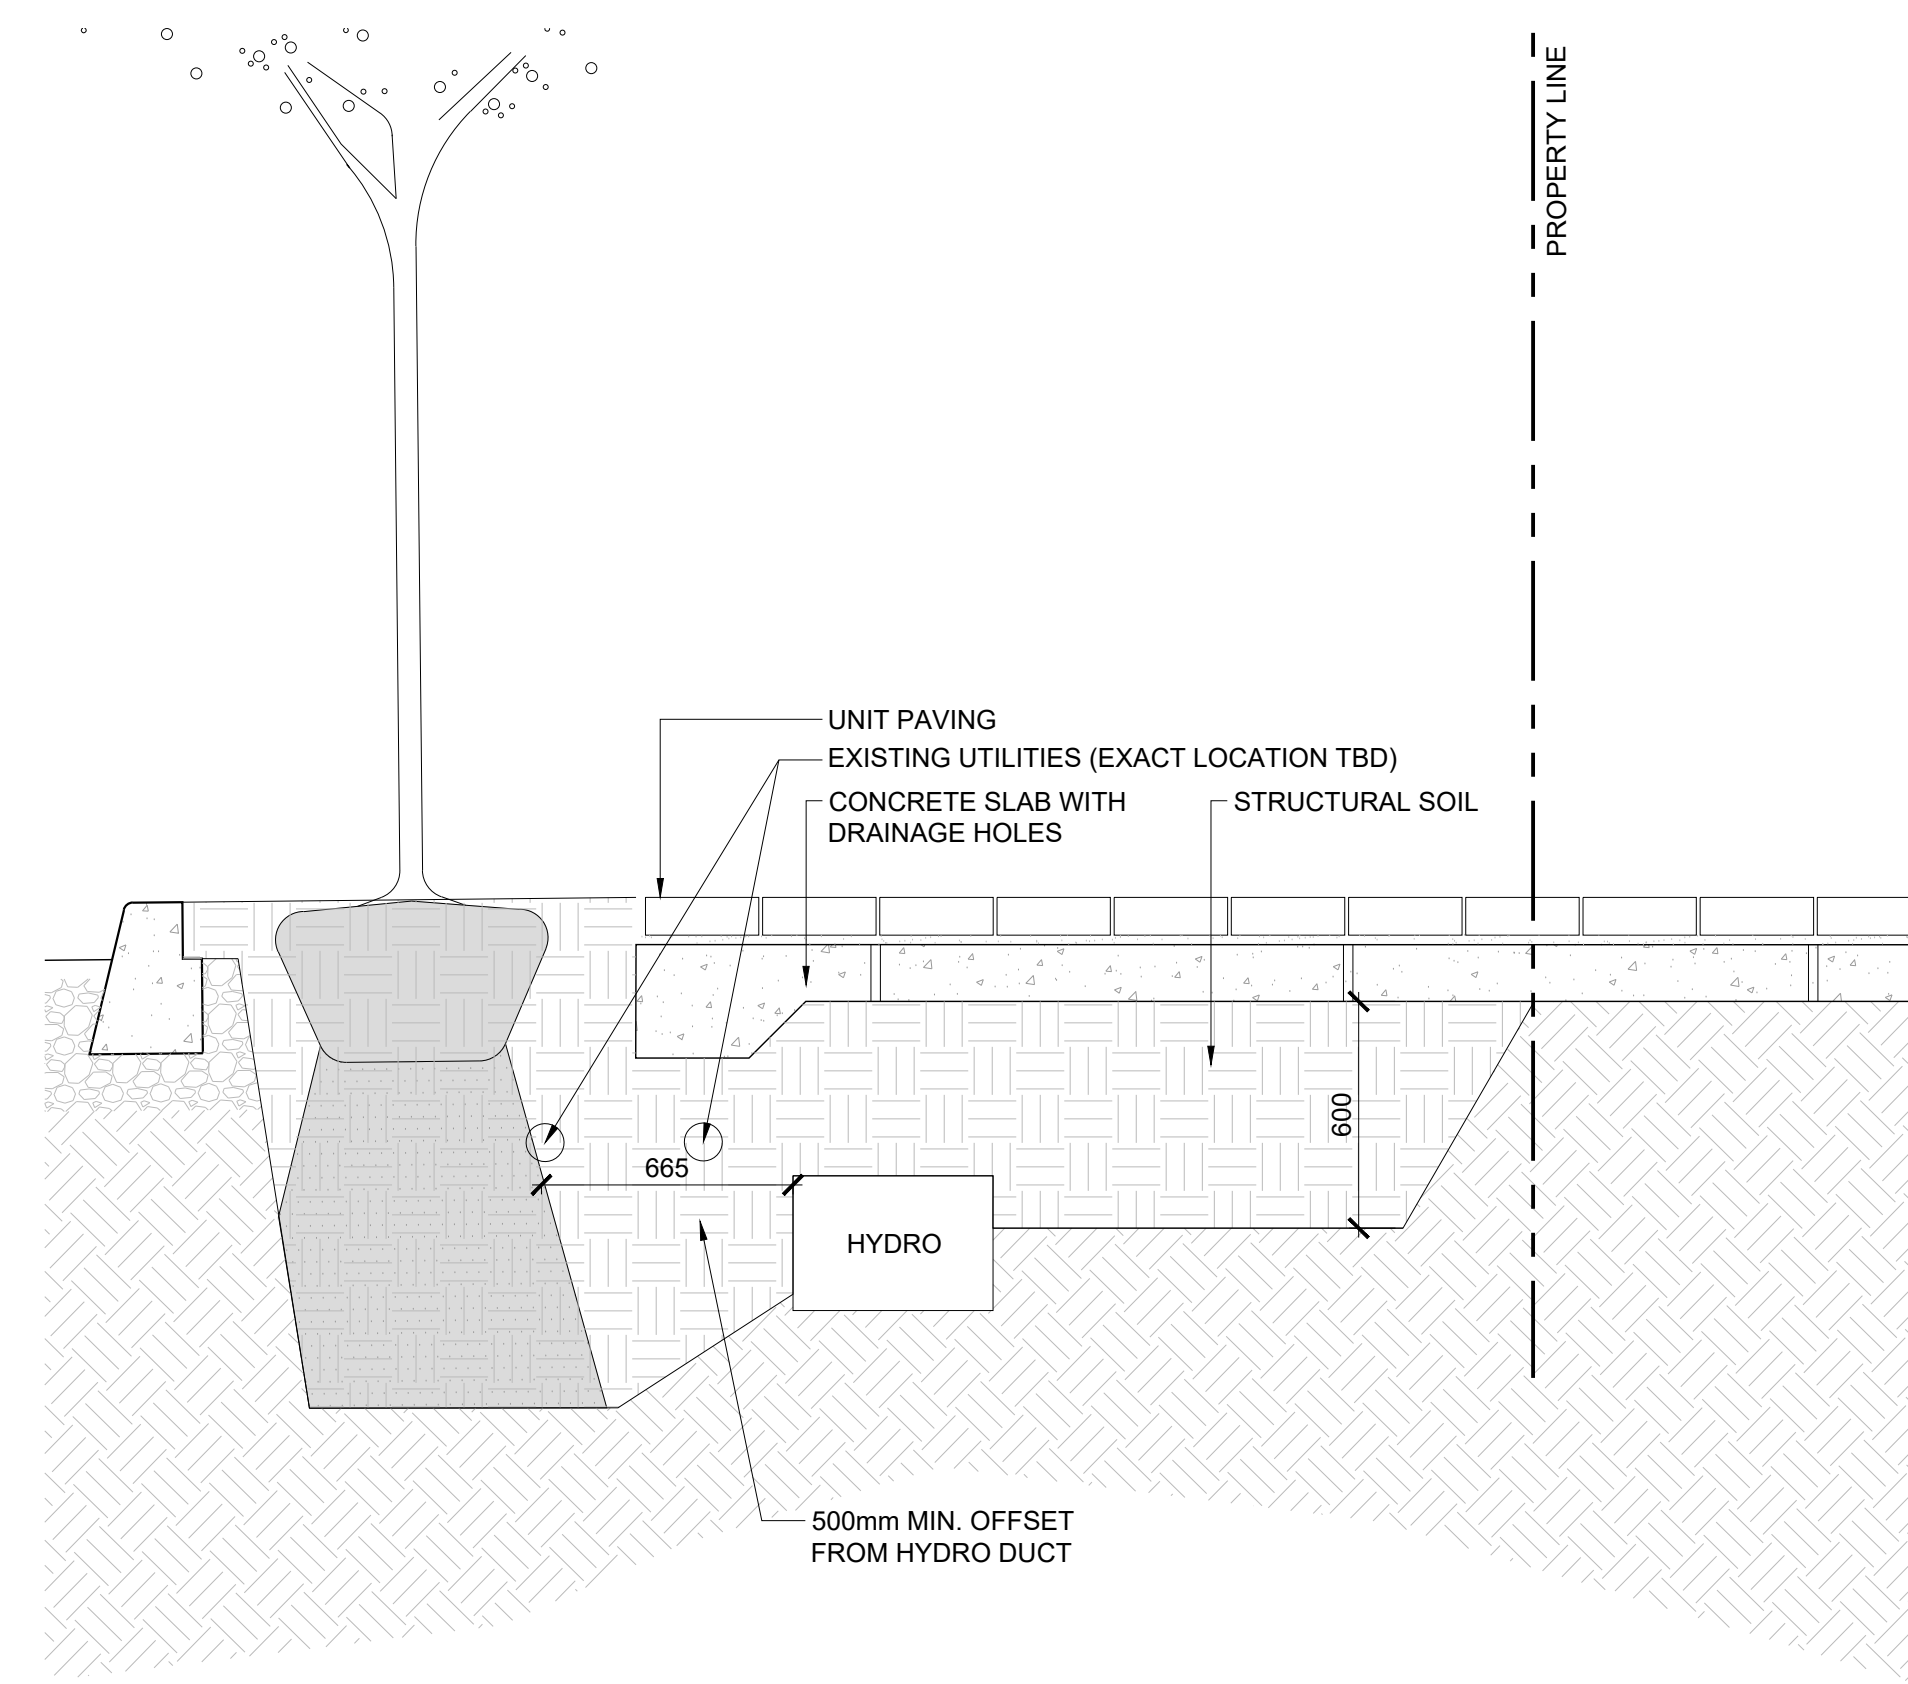 PROPERTY LINE
UNIT PAVING
EXISTING UTILITIES (EXACT LOCATION TBD)
CONCRETE SLAB WITH
DRAINAGE HOLES
STRUCTURAL SOIL
600
665
HYDRO
500mm MIN. OFFSET
FROM HYDRO DUCT